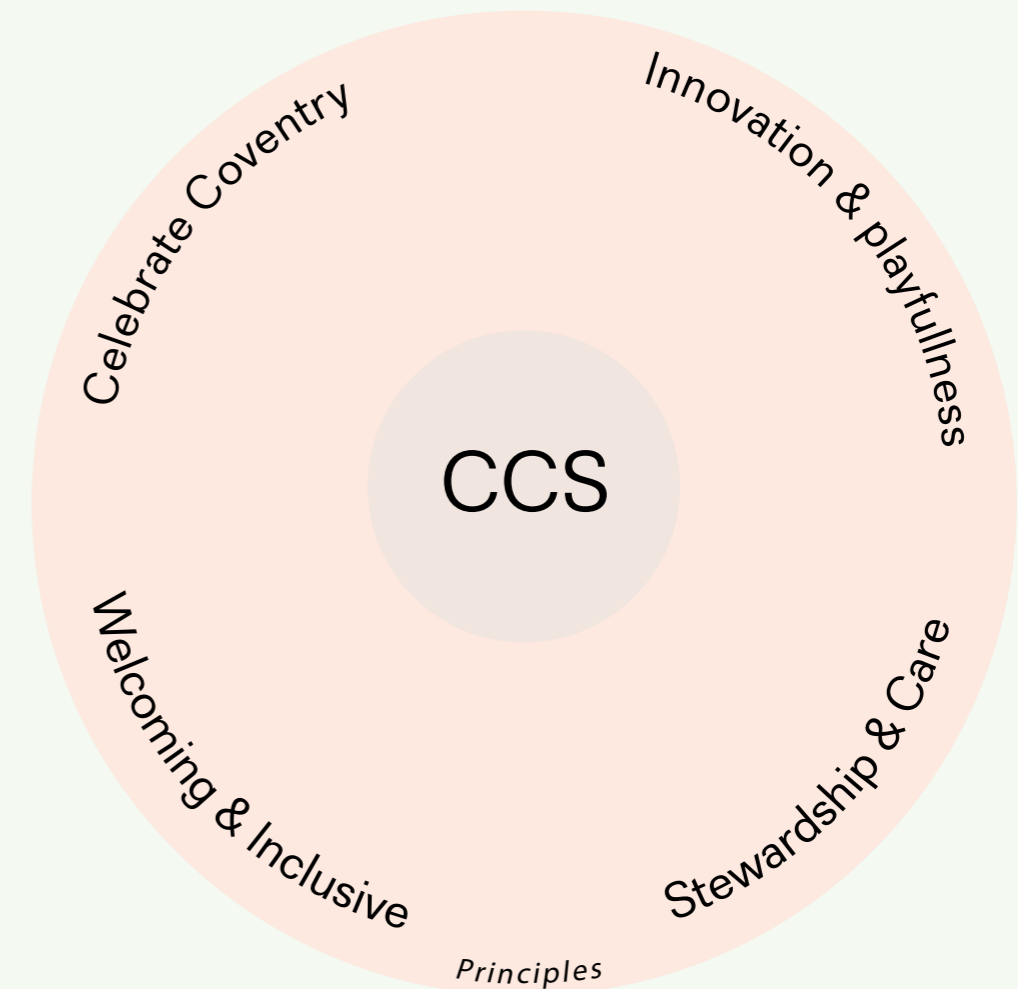 Celebrate Coventry
Innovation & playfullness
CCS
Welcoming & Inclusive
Stewardship & Care
Principles